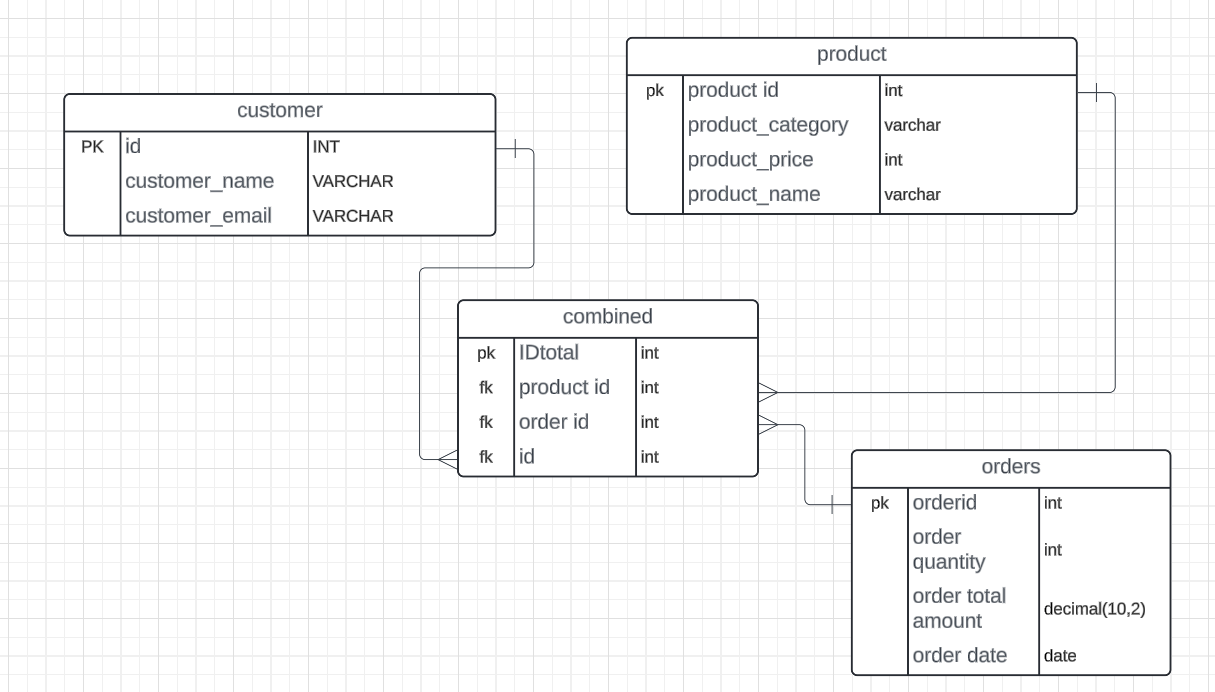 customer
PK id INT
customer_name VARCHAR
customer_email VARCHAR
product
pk product id int
product_category varchar
product_price int
product_name varchar
combined
pk IDtotal int
fk product id int
fk order id int
fk id int
orders
pk orderid int
order
quantity int
order total
amount decimal(10,2)
order date date